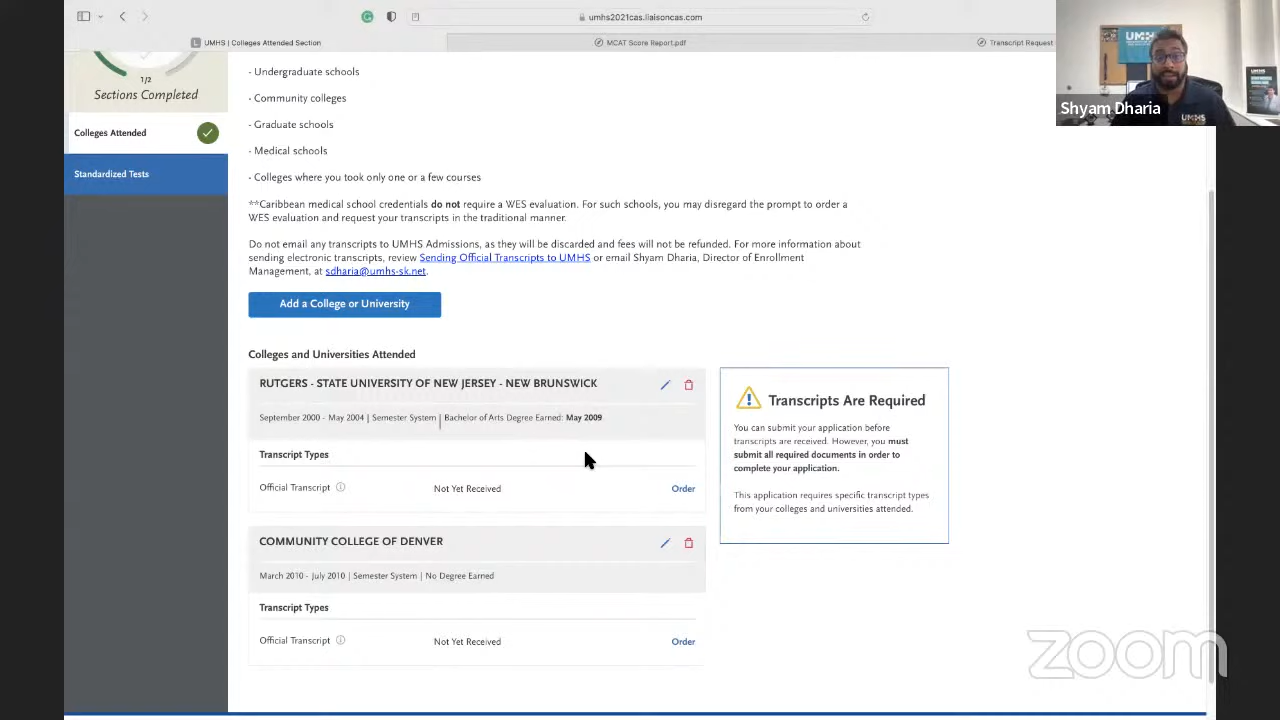 umhs2021cas.liaisoncas.com
UMHS | Colleges Attended Section
MCAT Score Report.pdf
Transcript Request
UMHS
UMHS
Shyam Dharia
1/2
Sections Completed
Colleges Attended
Standardized Tests
- Undergraduate schools
- Community colleges
- Graduate schools
- Medical schools
- Colleges where you took only one or a few courses
**Caribbean medical school credentials do not require a WES evaluation. For such schools, you may disregard the prompt to order a
WES evaluation and request your transcripts in the traditional manner.
Do not email any transcripts to UMHS Admissions, as they will be discarded and fees will not be refunded. For more information about
sending electronic transcripts, review Sending Official Transcripts to UMHS or email Shyam Dharia, Director of Enrollment
Management, at sdharia@umhs-sk.net.
Add a College or University
Colleges and Universities Attended
RUTGERS - STATE UNIVERSITY OF NEW JERSEY - NEW BRUNSWICK
September 2000 - May 2004 | Semester System | Bachelor of Arts Degree Earned: May 2009
Transcript Types
Official Transcript Not Yet Received Order
COMMUNITY COLLEGE OF DENVER
March 2010 - July 2010 | Semester System | No Degree Earned
Transcript Types
Official Transcript Not Yet Received Order
Transcripts Are Required
You can submit your application before
transcripts are received. However, you must
submit all required documents in order to
complete your application.
This application requires specific transcript types
from your colleges and universities attended.
zoom